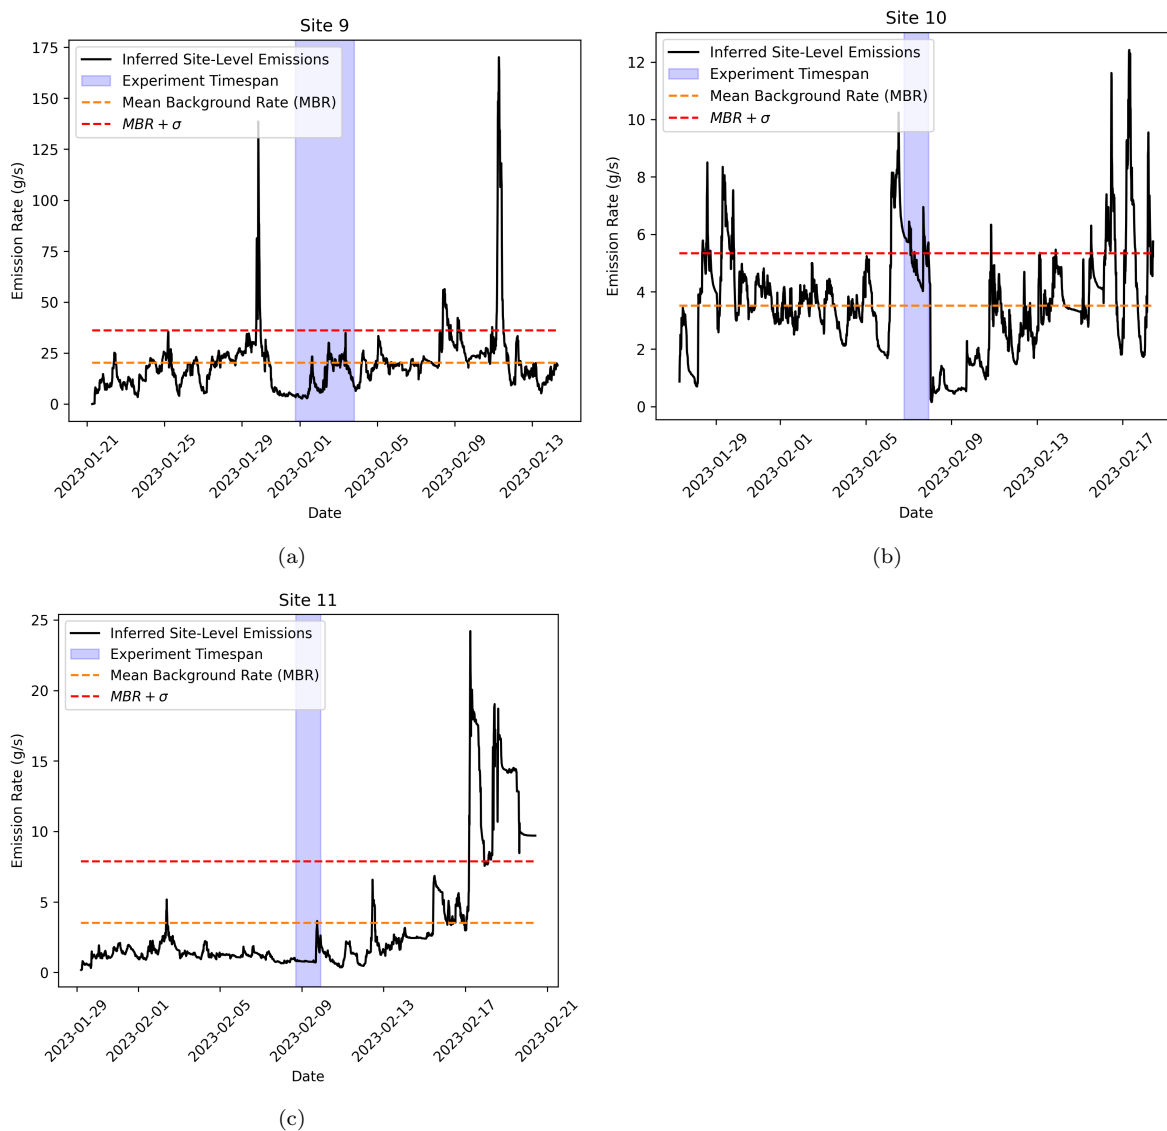 Site 9
Emission Rate (g/s)
175
150
125
100
75
50
25
0
Inferred Site-Level Emissions
Experiment Timespan
Mean Background Rate (MBR)
MBR + σ
2023-01-21
2023-01-25
2023-01-29
2023-02-01
2023-02-05
2023-02-09
2023-02-13
Date
(a)
Site 10
Emission Rate (g/s)
12
10
8
6
4
2
0
Inferred Site-Level Emissions
Experiment Timespan
Mean Background Rate (MBR)
MBR + σ
2023-01-29
2023-02-01
2023-02-05
2023-02-09
2023-02-13
2023-02-17
Date
(b)
Site 11
Emission Rate (g/s)
25
20
15
10
5
0
Inferred Site-Level Emissions
Experiment Timespan
Mean Background Rate (MBR)
MBR + σ
2023-01-29
2023-02-01
2023-02-05
2023-02-09
2023-02-13
2023-02-17
2023-02-21
Date
(c)